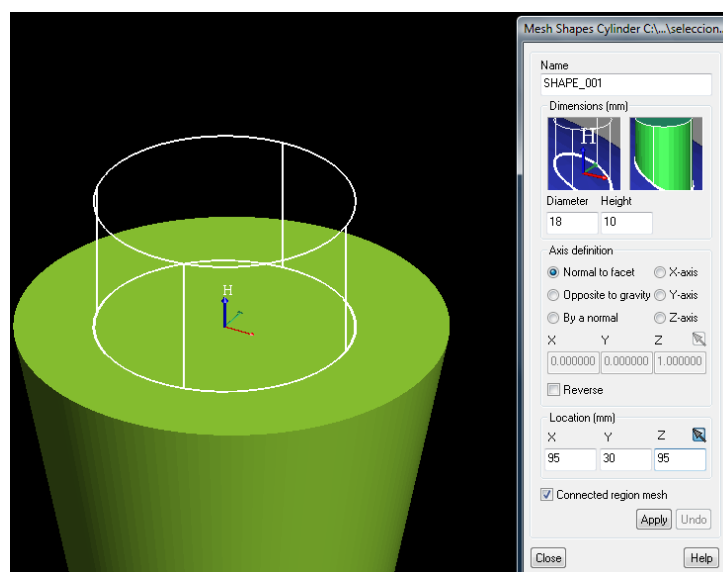 Mesh Shapes Cylinder C:\...\seleccion..
Name
SHAPE_001
Dimensions (mm)
H
Diameter Height
18 10
Axis definition
Normal to facet X-axis
Opposite to gravity Y-axis
By a normal Z-axis
X Y Z
0.000000 0.000000 1.000000
Reverse
H
Location (mm)
X Y Z
95 30 95
Connected region mesh
Apply Undo
Close Help